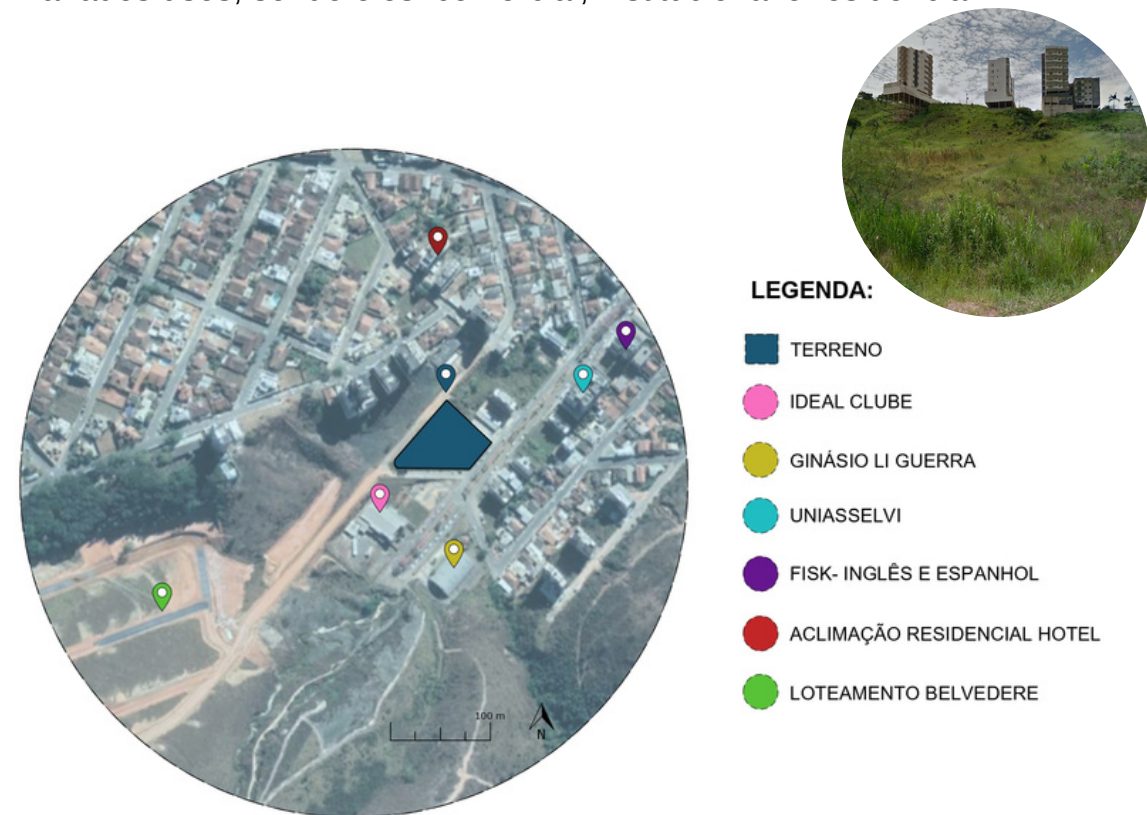 LEGENDA:
TERRENO
IDEAL CLUBE
GINÁSIO LI GUERRA
UNIASSELVI
FISK- INGLÊS E ESPANHOL
ACLIMAÇÃO RESIDENCIAL HOTEL
LOTEAMENTO BELVEDERE
100 m
N